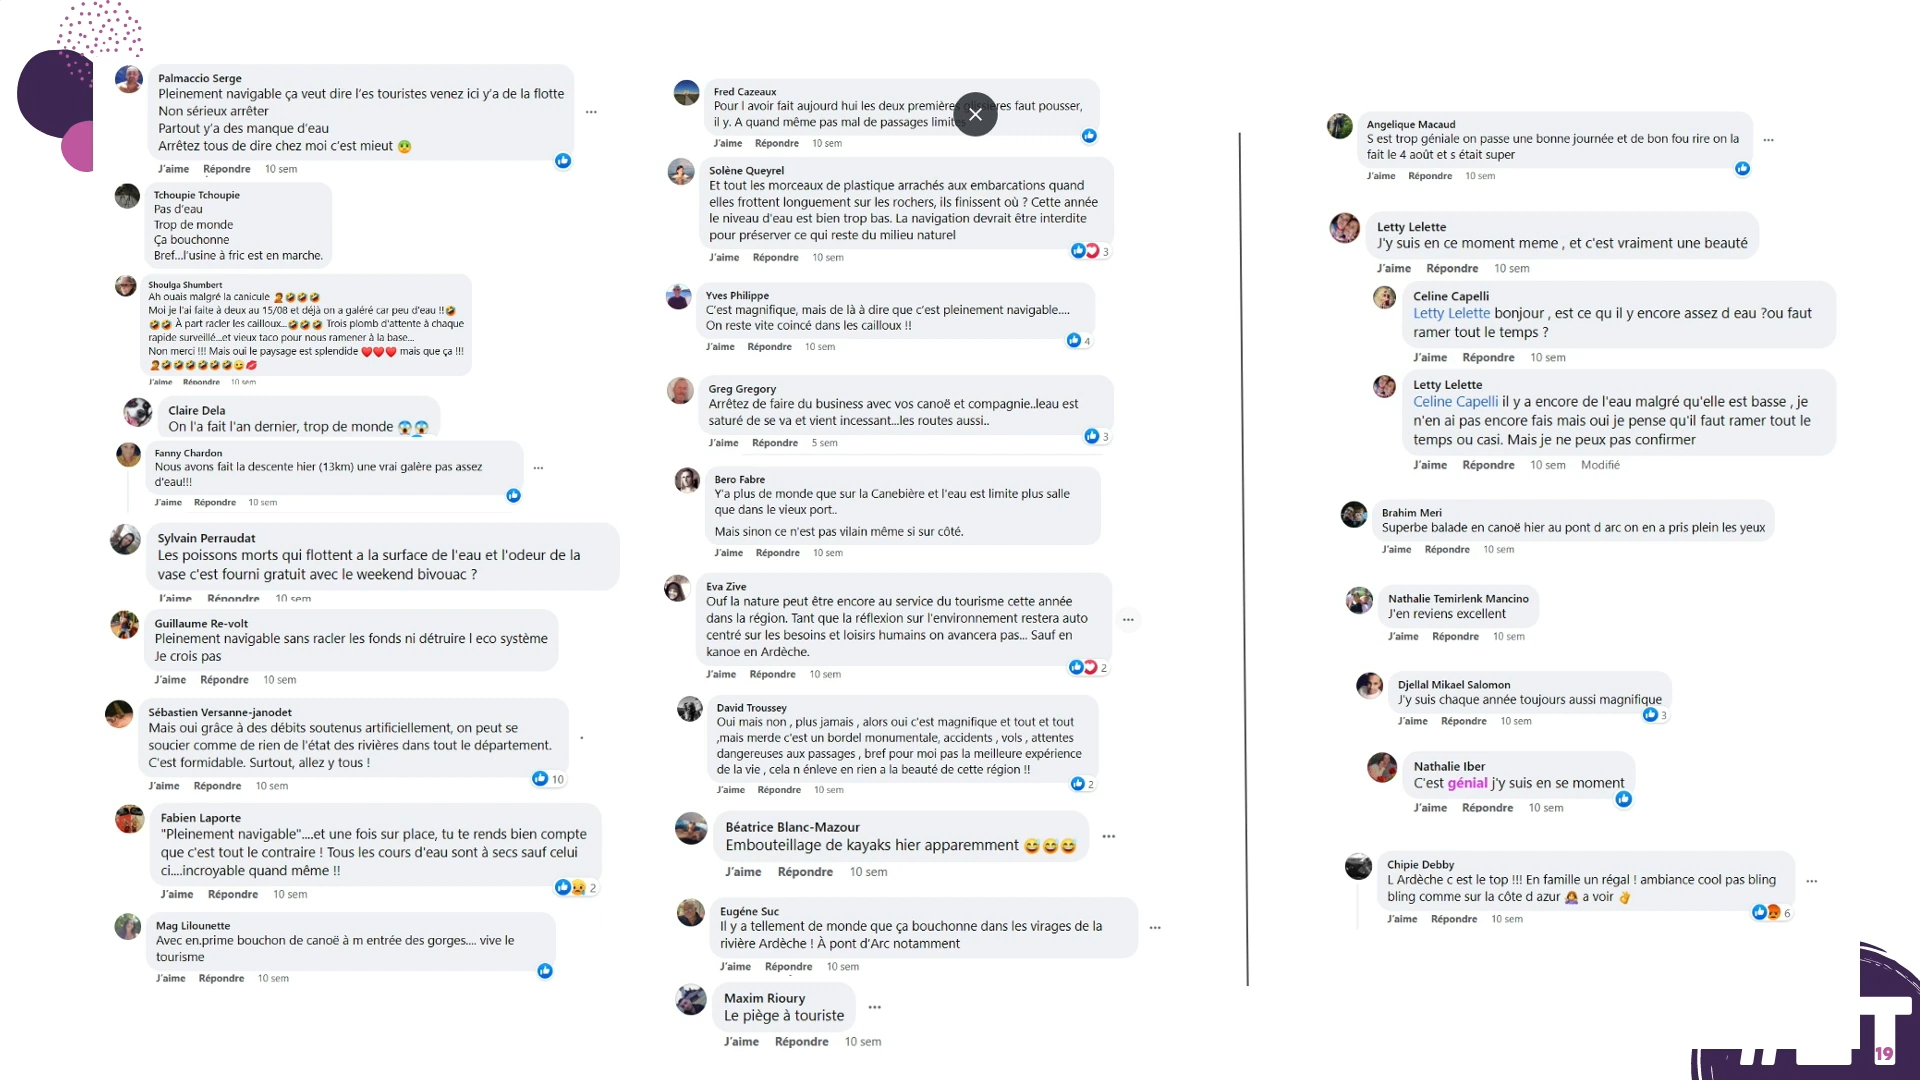 Palmaccio Serge
Pleinement navigable ça veut dire l'es touristes venez ici y'a de la flotte
Non sérieux arrêter
Partout y'a des manque d'eau
Arrêtez tous de dire chez moi c'est mieut 😰
J'aime Répondre 10 sem
Tchoupie Tchoupie
Pas d'eau
Trop de monde
Ça bouchonne
Bref...l'usine à fric est en marche.
Shoulga Shumbert
Ah ouais malgré la canicule 🤦🤣🤣🤣
Moi je l'ai faite à deux au 15/08 et déjà on a galéré car peu d'eau !!🤣
🤣🤣 À part racler les cailloux...🤣🤣🤣 Trois plomb d'attente à chaque
rapide surveillé...et vieux taco pour nous ramener à la base...
Non merci !!! Mais oui le paysage est splendide ❤️❤️❤️ mais que ça !!!
🤦🤣🤣🤣🤣🤣🤣😉💋
J'aime Répondre 10 sem
Claire Dela
On l'a fait l'an dernier, trop de monde 😱😱
Fanny Chardon
Nous avons fait la descente hier (13km) une vrai galère pas assez
d'eau!!!
J'aime Répondre 10 sem
Sylvain Perraudat
Les poissons morts qui flottent a la surface de l'eau et l'odeur de la
vase c'est fourni gratuit avec le weekend bivouac ?
J'aime Répondre 10 sem
Guillaume Re-volt
Pleinement navigable sans racler les fonds ni détruire l eco système
Je crois pas
J'aime Répondre 10 sem
Sébastien Versanne-janodet
Mais oui grâce à des débits soutenus artificiellement, on peut se
soucier comme de rien de l'état des rivières dans tout le département.
C'est formidable. Surtout, allez y tous !
10
J'aime Répondre 10 sem
Fabien Laporte
"Pleinement navigable"....et une fois sur place, tu te rends bien compte
que c'est tout le contraire ! Tous les cours d'eau sont à secs sauf celui
ci....incroyable quand même !!
2
J'aime Répondre 10 sem
Mag Lilounette
Avec en.prime bouchon de canoë à m entrée des gorges.... vive le
tourisme
J'aime Répondre 10 sem
Fred Cazeaux
Pour l avoir fait aujourd hui les deux premières glissières faut pousser,
il y. A quand même pas mal de passages limites
J'aime Répondre 10 sem
Solène Queyrel
Et tout les morceaux de plastique arrachés aux embarcations quand
elles frottent longuement sur les rochers, ils finissent où ? Cette année
le niveau d'eau est bien trop bas. La navigation devrait être interdite
pour préserver ce qui reste du milieu naturel
3
J'aime Répondre 10 sem
Yves Philippe
C'est magnifique, mais de là à dire que c'est pleinement navigable....
On reste vite coincé dans les cailloux !!
4
J'aime Répondre 10 sem
Greg Gregory
Arrêtez de faire du business avec vos canoë et compagnie..leau est
saturé de se va et vient incessant...les routes aussi..
3
J'aime Répondre 5 sem
Bero Fabre
Y'a plus de monde que sur la Canebière et l'eau est limite plus salle
que dans le vieux port..
Mais sinon ce n'est pas vilain même si sur côté.
J'aime Répondre 10 sem
Eva Zive
Ouf la nature peut être encore au service du tourisme cette année
dans la région. Tant que la réflexion sur l'environnement restera auto
centré sur les besoins et loisirs humains on avancera pas... Sauf en
kanoe en Ardèche.
2
J'aime Répondre 10 sem
David Troussey
Oui mais non , plus jamais , alors oui c'est magnifique et tout et tout
,mais merde c'est un bordel monumentale, accidents , vols , attentes
dangereuses aux passages , bref pour moi pas la meilleure expérience
de la vie , cela n énleve en rien a la beauté de cette région !!
2
J'aime Répondre 10 sem
Béatrice Blanc-Mazour
Embouteillage de kayaks hier apparemment 😅😅😅
J'aime Répondre 10 sem
Eugéne Suc
Il y a tellement de monde que ça bouchonne dans les virages de la
rivière Ardèche ! À pont d'Arc notamment
J'aime Répondre 10 sem
Maxim Rioury
Le piège à touriste
J'aime Répondre 10 sem
Angelique Macaud
S est trop géniale on passe une bonne journée et de bon fou rire on la
fait le 4 août et s était super
J'aime Répondre 10 sem
Letty Lelette
J'y suis en ce moment meme , et c'est vraiment une beauté
J'aime Répondre 10 sem
Celine Capelli
Letty Lelette bonjour , est ce qu il y encore assez d eau ?ou faut
ramer tout le temps ?
J'aime Répondre 10 sem
Letty Lelette
Celine Capelli il y a encore de l'eau malgré qu'elle est basse , je
n'en ai pas encore fais mais oui je pense qu'il faut ramer tout le
temps ou casi. Mais je ne peux pas confirmer
J'aime Répondre 10 sem Modifié
Brahim Meri
Superbe balade en canoë hier au pont d arc on en a pris plein les yeux
J'aime Répondre 10 sem
Nathalie Temirlenk Mancino
J'en reviens excellent
J'aime Répondre 10 sem
Djellal Mikael Salomon
J'y suis chaque année toujours aussi magnifique
3
J'aime Répondre 10 sem
Nathalie Iber
C'est génial j'y suis en se moment
J'aime Répondre 10 sem
Chipie Debby
L Ardèche c est le top !!! En famille un régal ! ambiance cool pas bling
bling comme sur la côte d azur 🙅 a voir 👌
6
J'aime Répondre 10 sem
19